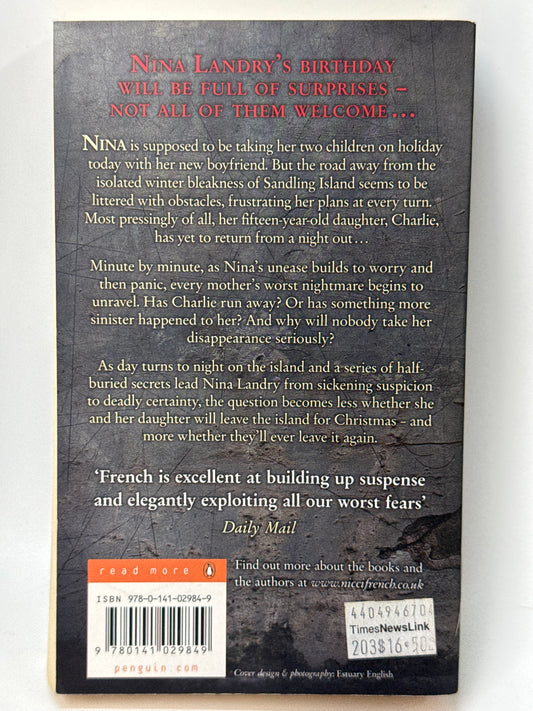 NINA LANDRY'S BIRTHDAY
WILL BE FULL OF SURPRISES –
NOT ALL OF THEM WELCOME…
NINA is supposed to be taking her two children on holiday
today with her new boyfriend. But the road away from the
isolated winter bleakness of Sandling Island seems to be
littered with obstacles, frustrating her plans at every turn.
Most pressingly of all, her fifteen-year-old daughter, Charlie,
has yet to return from a night out…
Minute by minute, as Nina's unease builds to worry and
then panic, every mother's worst nightmare begins to
unravel. Has Charlie run away? Or has something more
sinister happened to her? And why will nobody take her
disappearance seriously?
As day turns to night on the island and a series of half-
buried secrets lead Nina Landry from sickening suspicion
to deadly certainty, the question becomes less whether she
and her daughter will leave the island for Christmas – and
more whether they'll ever leave it again.
'French is excellent at building up suspense
and elegantly exploiting all our worst fears'
Daily Mail
read more
Find out more about the books and
the authors at www.niccifrench.co.uk
ISBN 978-0-141-02984-9
9 780141 029849
penguin.com
4404946704
TimesNewsLink
203$16.50
Cover design & photography: Estuary English